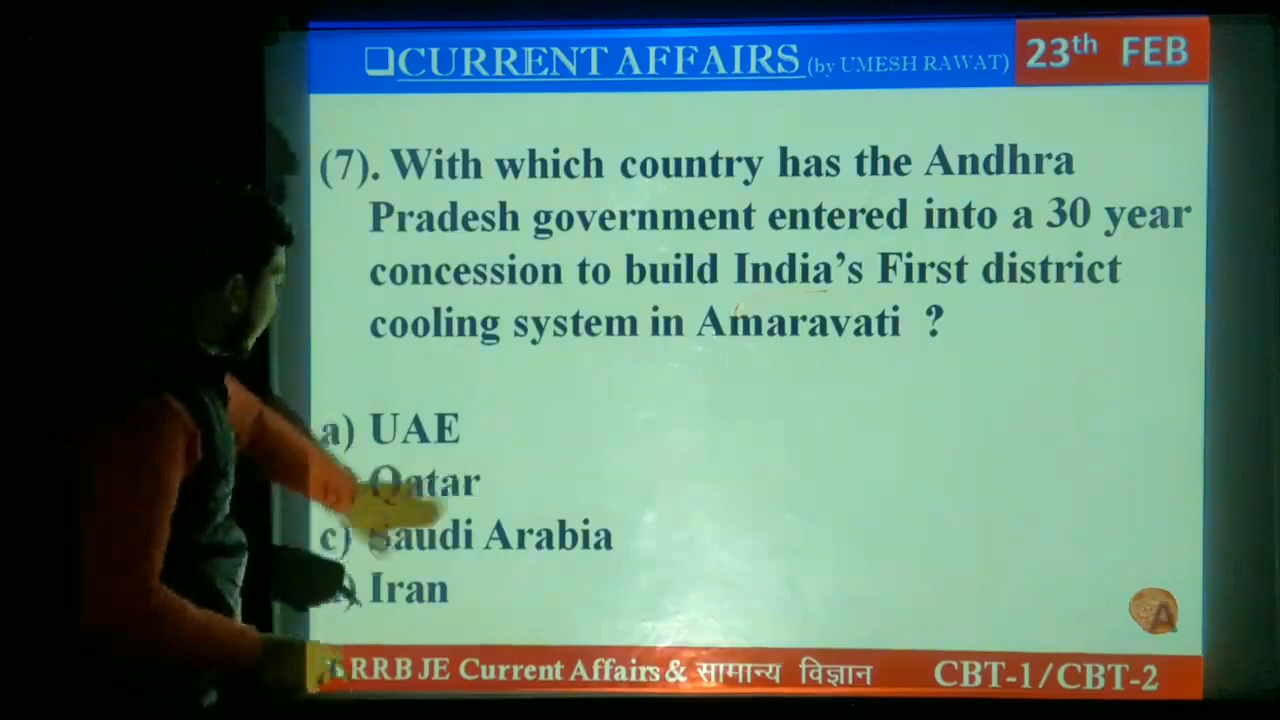 ❑CURRENT AFFAIRS (by UMESH RAWAT) 23th FEB
(7). With which country has the Andhra
Pradesh government entered into a 30 year
concession to build India's First district
cooling system in Amaravati ?
a) UAE
Qatar
c) Saudi Arabia
Iran
A
RRB JE Current Affairs & सामान्य विज्ञान CBT-1/CBT-2